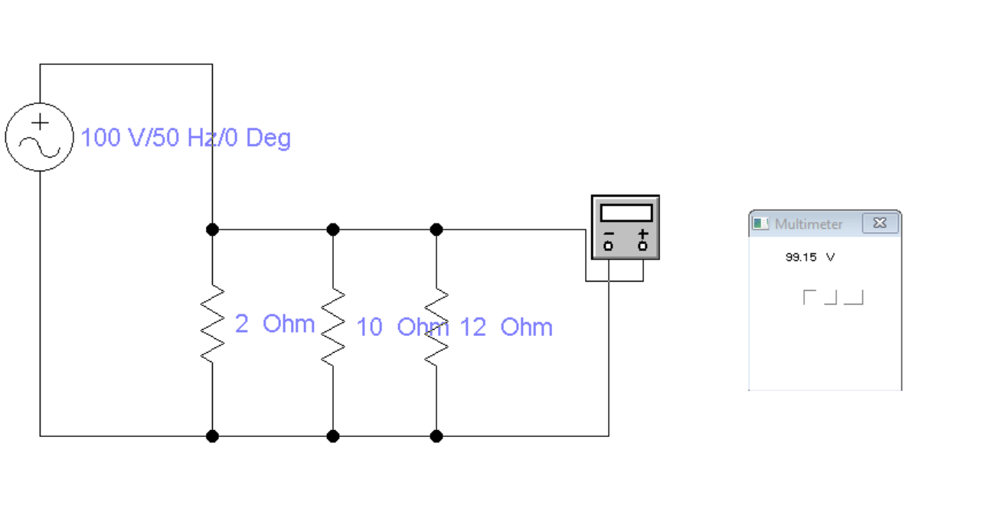 100 V/50 Hz/0 Deg
Multimeter
99.15 V
2 Ohm
10 Ohm
12 Ohm